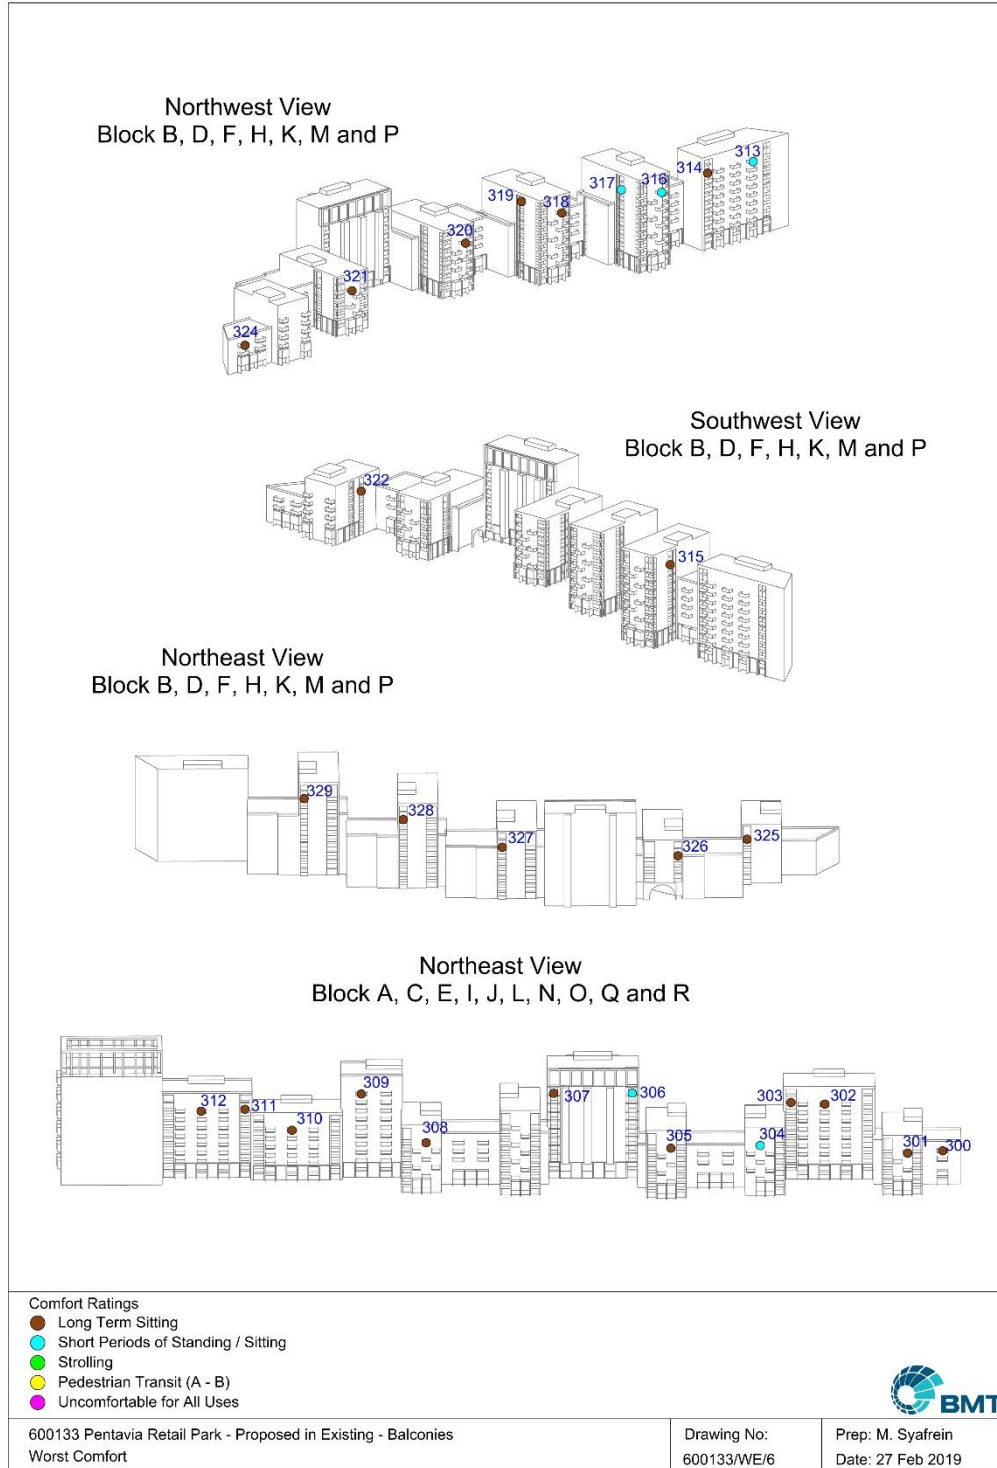 Northwest View
Block B, D, F, H, K, M and P
313
314
317
316
319
318
320
321
324
Southwest View
Block B, D, F, H, K, M and P
322
315
Northeast View
Block B, D, F, H, K, M and P
329
328
327
326
325
Northeast View
Block A, C, E, I, J, L, N, O, Q and R
312
311
310
309
308
307
306
305
304
303
302
301
300
Comfort Ratings
Long Term Sitting
Short Periods of Standing / Sitting
Strolling
Pedestrian Transit (A - B)
Uncomfortable for All Uses
BMT
600133 Pentavia Retail Park - Proposed in Existing - Balconies
Worst Comfort
Drawing No:
600133/WE/6
Prep: M. Syafrein
Date: 27 Feb 2019